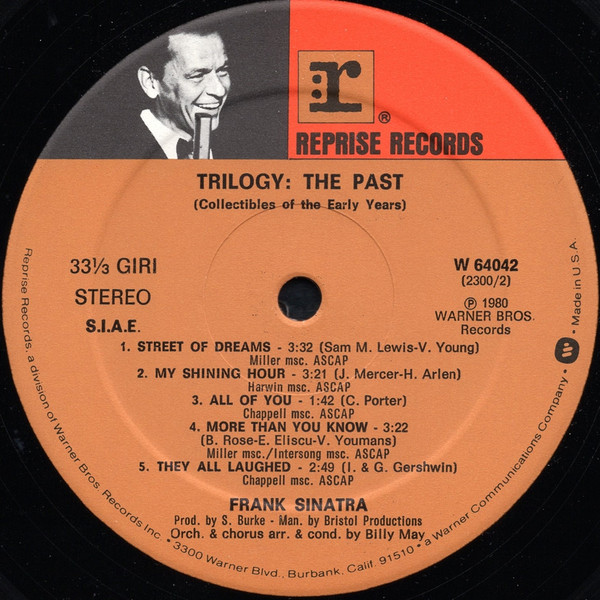 r
®
REPRISE RECORDS
TRILOGY: THE PAST
(Collectibles of the Early Years)
33⅓ GIRI
STEREO
S.I.A.E.
W 64042
(2300/2)
℗ 1980
WARNER BROS.
Records
1. STREET OF DREAMS - 3:32 (Sam M. Lewis-V. Young)
Miller msc. ASCAP
2. MY SHINING HOUR - 3:21 (J. Mercer-H. Arlen)
Harwin msc. ASCAP
3. ALL OF YOU - 1:42 (C. Porter)
Chappell msc. ASCAP
4. MORE THAN YOU KNOW - 3:22
(B. Rose-E. Eliscu-V. Youmans)
Miller msc./Intersong msc. ASCAP
5. THEY ALL LAUGHED - 2:49 (I. & G. Gershwin)
Chappell msc. ASCAP
FRANK SINATRA
Prod. by S. Burke - Man. by Bristol Productions
Orch. & chorus arr. & cond. by Billy May
Reprise Records, a division of Warner Bros Records Inc. • 3300 Warner Blvd., Burbank, Calif. 91510 • a Warner Communications Company • Made in U.S.A.